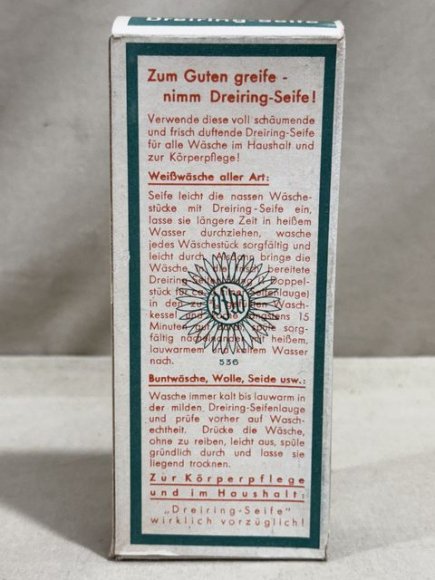 Dreiring-Seife
Zum Guten greife -
nimm Dreiring-Seife!
Verwende diese voll schäumende
und frisch duftende Dreiring-Seife
für alle Wäsche im Haushalt und
zur Körperpflege!
Weißwäsche aller Art:
Seife leicht die nassen Wäsche-
stücke mit Dreiring-Seife ein,
lasse sie längere Zeit in heißem
Wasser durchziehen, wasche
jedes Wäschestück sorgfältig und
leicht durch. bringe die
Wäsche, bereitete
Dreiring Doppel-
stück für lauge)
in den Wasch-
kessel und 15
Minuten sorg-
fältig heißem,
lauwarmem Wasser
nach.
536
Buntwäsche, Wolle, Seide usw.:
Wasche immer kalt bis lauwarm in
der milden Dreiring-Seifenlauge
und prüfe vorher auf Wasch-
echtheit. Drücke die Wäsche,
ohne zu reiben, leicht aus, spüle
gründlich durch und lasse sie
liegend trocknen.
Zur Körperpflege
und im Haushalt:
„Dreiring-Seife"
wirklich vorzüglich!